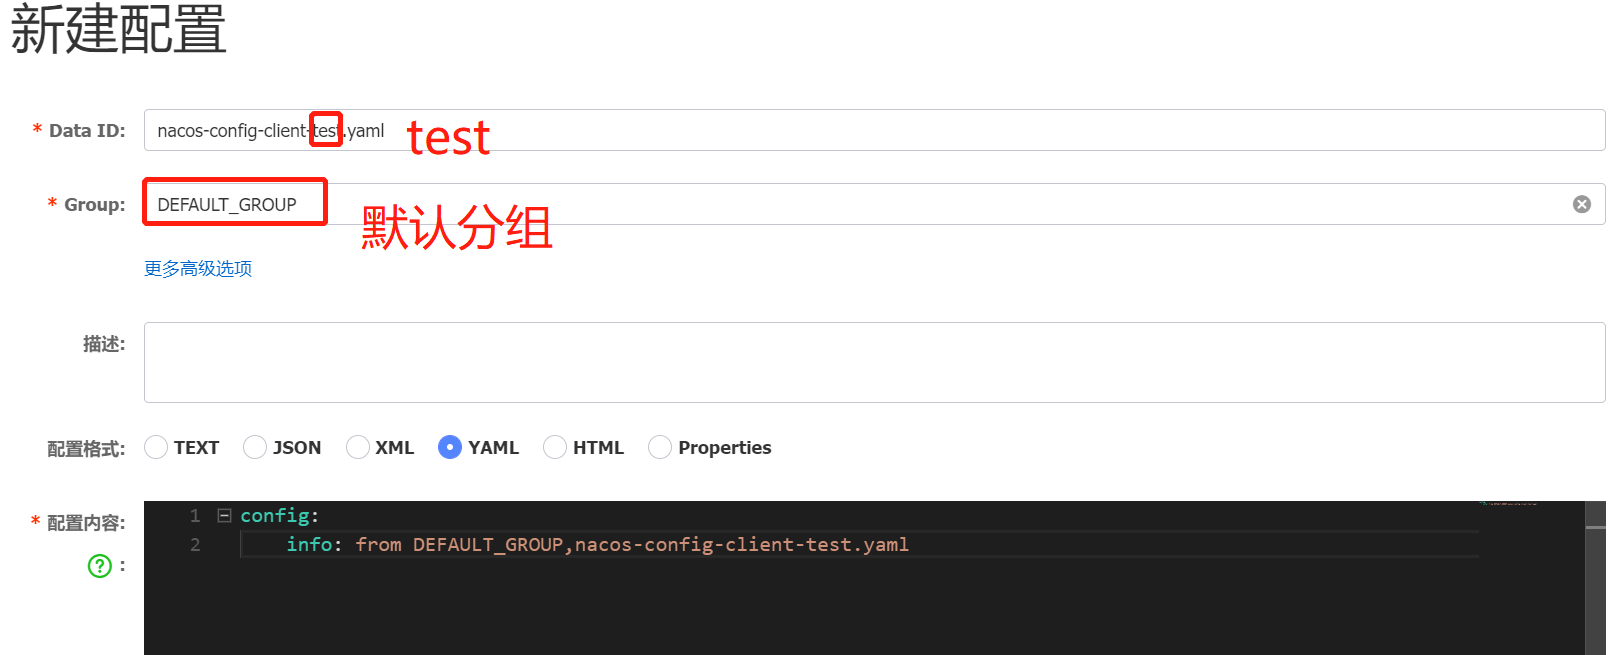 新建配置
* Data ID: nacos-config-client-test.yaml test
* Group: DEFAULT_GROUP 默认分组
更多高级选项
描述:
配置格式: TEXT JSON XML YAML HTML Properties
* 配置内容:
? :
1 config:
2 info: from DEFAULT_GROUP,nacos-config-client-test.yaml